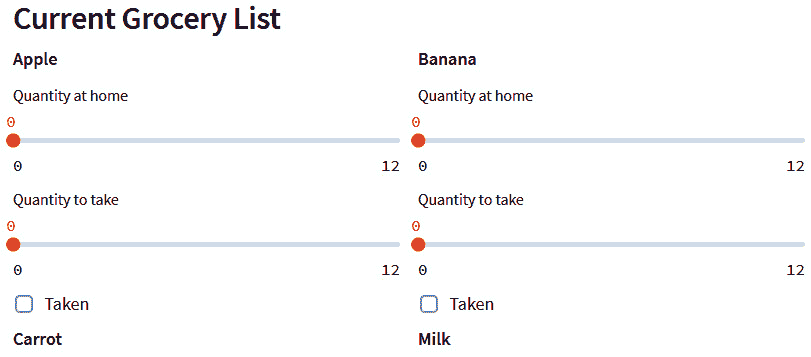 Current Grocery List
Apple
Quantity at home
0
0 12
Quantity to take
0
0 12
Taken
Carrot
Banana
Quantity at home
0
0 12
Quantity to take
0
0 12
Taken
Milk